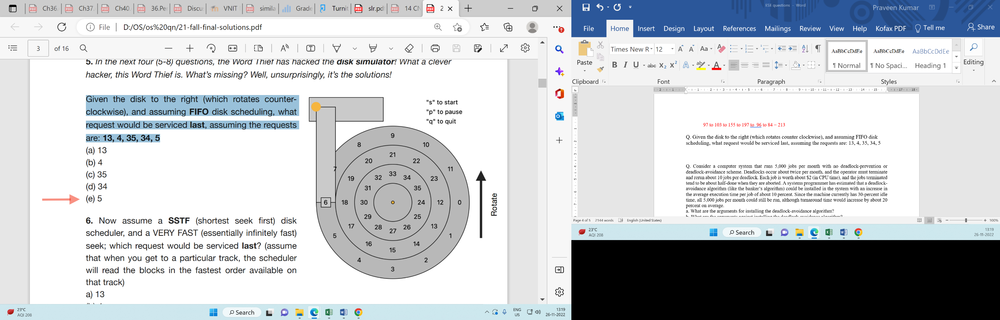 Ch36.
Ch37.
Ch40.
36.Per
Discus
VNIT
simila
Grade
Turnit
slr.pdf
14 CN
2
File
D:/OS/os%20qn/21-fall-final-solutions.pdf
3 of 16
5. In the next four (5-8) questions, the Word Thief has hacked the disk simulator! What a clever
hacker, this Word Thief is. What's missing? Well, unsurprisingly, it's the solutions!
Given the disk to the right (which rotates counter-
clockwise), and assuming FIFO disk scheduling, what
request would be serviced last, assuming the requests
are: 13, 4, 35, 34, 5
(a) 13
(b) 4
(c) 35
(d) 34
(e) 5
6. Now assume a SSTF (shortest seek first) disk
scheduler, and a VERY FAST (essentially infinitely fast)
seek; which request would be serviced last? (assume
that when you get to a particular track, the scheduler
will read the blocks in the fastest order available on
that track)
a) 13
"s" to start
"p" to pause
"q" to quit
9
8
10
21
20
22
7
11
33
32
34
19
23
31
35
6
18
30
24
12
0
29
25
17
28
26
13
27
5
1
16
14
15
4
2
3
Rotate
23°C
AQI 208
Search
ENG
US
13:19
26-11-2022
ESE questions - Word
Praveen Kumar
File
Home
Insert
Design
Layout
References
Mailings
Review
View
Help
Kofax PDF
Tell me
Share
Paste
Clipboard
Times New R
12
Aa
B I U abc X₂ X² A ab A
Font
Paragraph
AaBbCcDdEe
¶ Normal
AaBbCcDdEe
¶ No Spaci...
AaBbCcDdEe
Heading 1
Styles
Editing
97 to 103 to 155 to 197 to 96 to 84 – 213
Q. Given the disk to the right (which rotates counter clockwise), and assuming FIFO disk
scheduling, what request would be serviced last, assuming the requests are: 13, 4, 35, 34, 5
Q. Consider a computer system that runs 5,000 jobs per month with no deadlock-prevention or
deadlock-avoidance scheme. Deadlocks occur about twice per month, and the operator must terminate
and rerun about 10 jobs per deadlock. Each job is worth about $2 (in CPU time), and the jobs terminated
tend to be about half-done when they are aborted. A systems programmer has estimated that a deadlock-
avoidance algorithm (like the banker's algorithm) could be installed in the system with an increase in
the average execution time per job of about 10 percent. Since the machine currently has 30-percent idle
time, all 5,000 jobs per month could still be run, although turnaround time would increase by about 20
percent on average.
a. What are the arguments for installing the deadlock-avoidance algorithm?
b. What are the arguments against installing the deadlock-avoidance algorithm?
Page 4 of 5
2144 words
English (United States)
100%
23°C
AQI 208
Search
13:19
26-11-2022